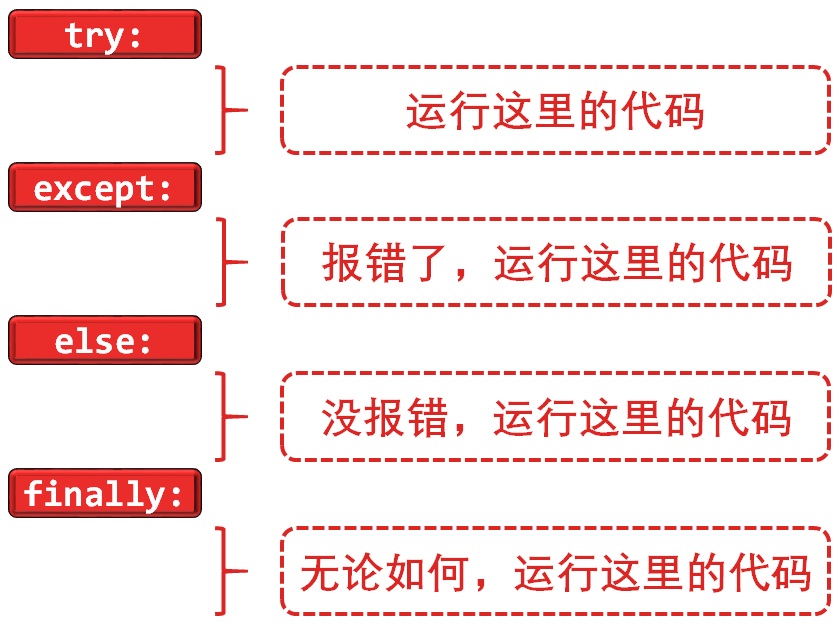 try:
运行这里的代码
except:
报错了，运行这里的代码
else:
没报错，运行这里的代码
finally:
无论如何，运行这里的代码